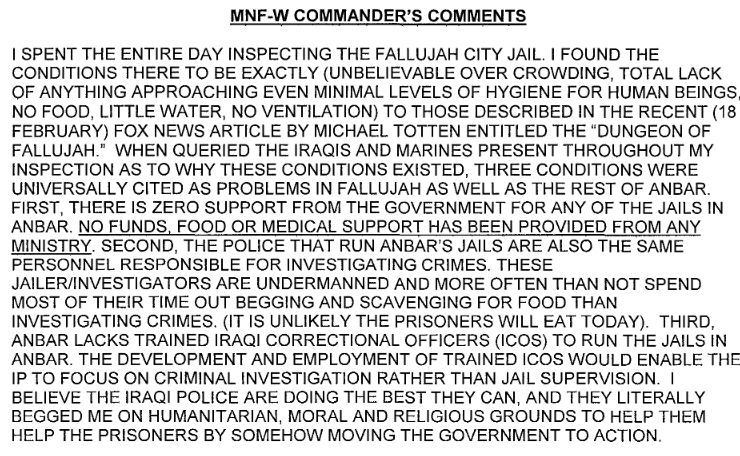 MNF-W COMMANDER'S COMMENTS
I SPENT THE ENTIRE DAY INSPECTING THE FALLUJAH CITY JAIL. I FOUND THE
CONDITIONS THERE TO BE EXACTLY (UNBELIEVABLE OVER CROWDING, TOTAL LACK
OF ANYTHING APPROACHING EVEN MINIMAL LEVELS OF HYGIENE FOR HUMAN BEINGS,
NO FOOD, LITTLE WATER, NO VENTILATION) TO THOSE DESCRIBED IN THE RECENT (18
FEBRUARY) FOX NEWS ARTICLE BY MICHAEL TOTTEN ENTITLED THE "DUNGEON OF
FALLUJAH." WHEN QUERIED THE IRAQIS AND MARINES PRESENT THROUGHOUT MY
INSPECTION AS TO WHY THESE CONDITIONS EXISTED, THREE CONDITIONS WERE
UNIVERSALLY CITED AS PROBLEMS IN FALLUJAH AS WELL AS THE REST OF ANBAR.
FIRST, THERE IS ZERO SUPPORT FROM THE GOVERNMENT FOR ANY OF THE JAILS IN
ANBAR. NO FUNDS, FOOD OR MEDICAL SUPPORT HAS BEEN PROVIDED FROM ANY
MINISTRY. SECOND, THE POLICE THAT RUN ANBAR'S JAILS ARE ALSO THE SAME
PERSONNEL RESPONSIBLE FOR INVESTIGATING CRIMES. THESE
JAILER/INVESTIGATORS ARE UNDERMANNED AND MORE OFTEN THAN NOT SPEND
MOST OF THEIR TIME OUT BEGGING AND SCAVENGING FOR FOOD THAN
INVESTIGATING CRIMES. (IT IS UNLIKELY THE PRISONERS WILL EAT TODAY). THIRD,
ANBAR LACKS TRAINED IRAQI CORRECTIONAL OFFICERS (ICOS) TO RUN THE JAILS IN
ANBAR. THE DEVELOPMENT AND EMPLOYMENT OF TRAINED ICOS WOULD ENABLE THE
IP TO FOCUS ON CRIMINAL INVESTIGATION RATHER THAN JAIL SUPERVISION. I
BELIEVE THE IRAQI POLICE ARE DOING THE BEST THEY CAN, AND THEY LITERALLY
BEGGED ME ON HUMANITARIAN, MORAL AND RELIGIOUS GROUNDS TO HELP THEM
HELP THE PRISONERS BY SOMEHOW MOVING THE GOVERNMENT TO ACTION.